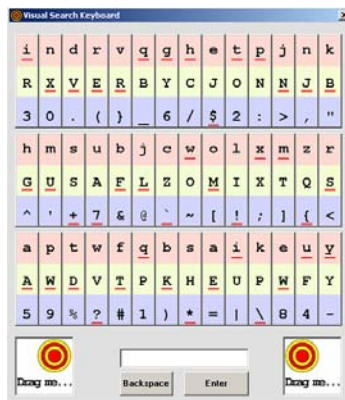 Visual Search Keyboard
i n d r v q g h e t p j n k
R X V E R B Y C J O N N J B
3 0 . ( ) _ 6 / $ 2 : > , "
h m s u b j c w o l x m z r
G U S A F L Z O M I X T Q S
^ ' + 7 & @ ` ~ [ ! ; ] { <
a p t w f q b s a i k e u y
A W D V T P K H E U P W F Y
5 9 % ? # 1 ) * = | \ 8 4 -
Drag me...
Backspace
Enter
Drag me...